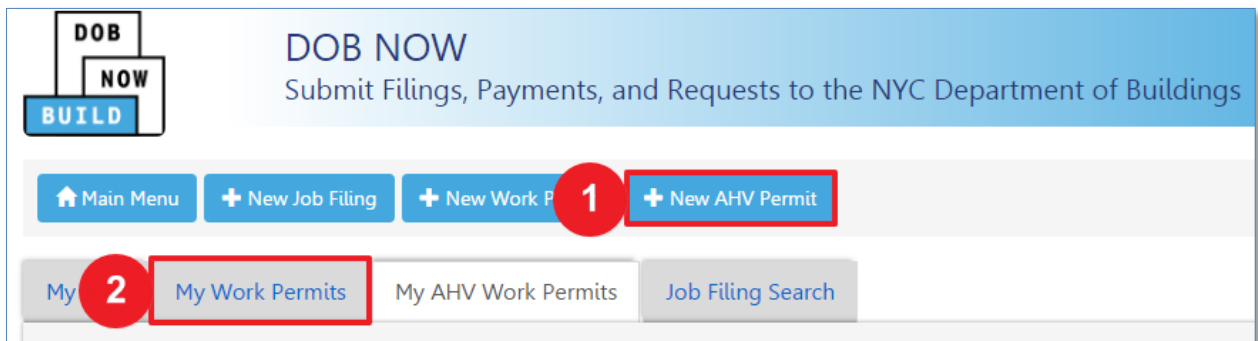 DOB
NOW
BUILD
DOB NOW
Submit Filings, Payments, and Requests to the NYC Department of Buildings
Main Menu + New Job Filing + New Work P 1 + New AHV Permit
My 2 My Work Permits My AHV Work Permits Job Filing Search